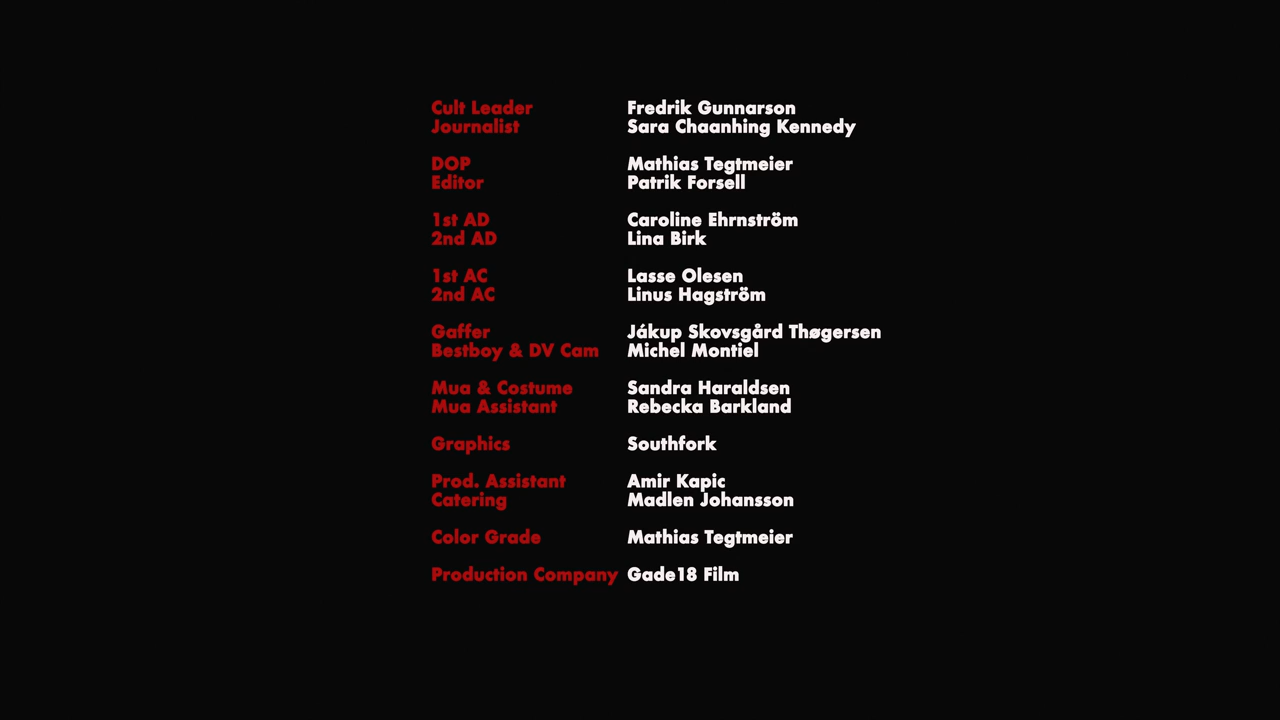 Cult Leader Fredrik Gunnarson
Journalist Sara Chaanhing Kennedy
DOP Mathias Tegtmeier
Editor Patrik Forsell
1st AD Caroline Ehrnström
2nd AD Lina Birk
1st AC Lasse Olesen
2nd AC Linus Hagström
Gaffer Jákup Skovsgård Thøgersen
Bestboy & DV Cam Michel Montiel
Mua & Costume Sandra Haraldsen
Mua Assistant Rebecka Barkland
Graphics Southfork
Prod. Assistant Amir Kapic
Catering Madlen Johansson
Color Grade Mathias Tegtmeier
Production Company Gade18 Film